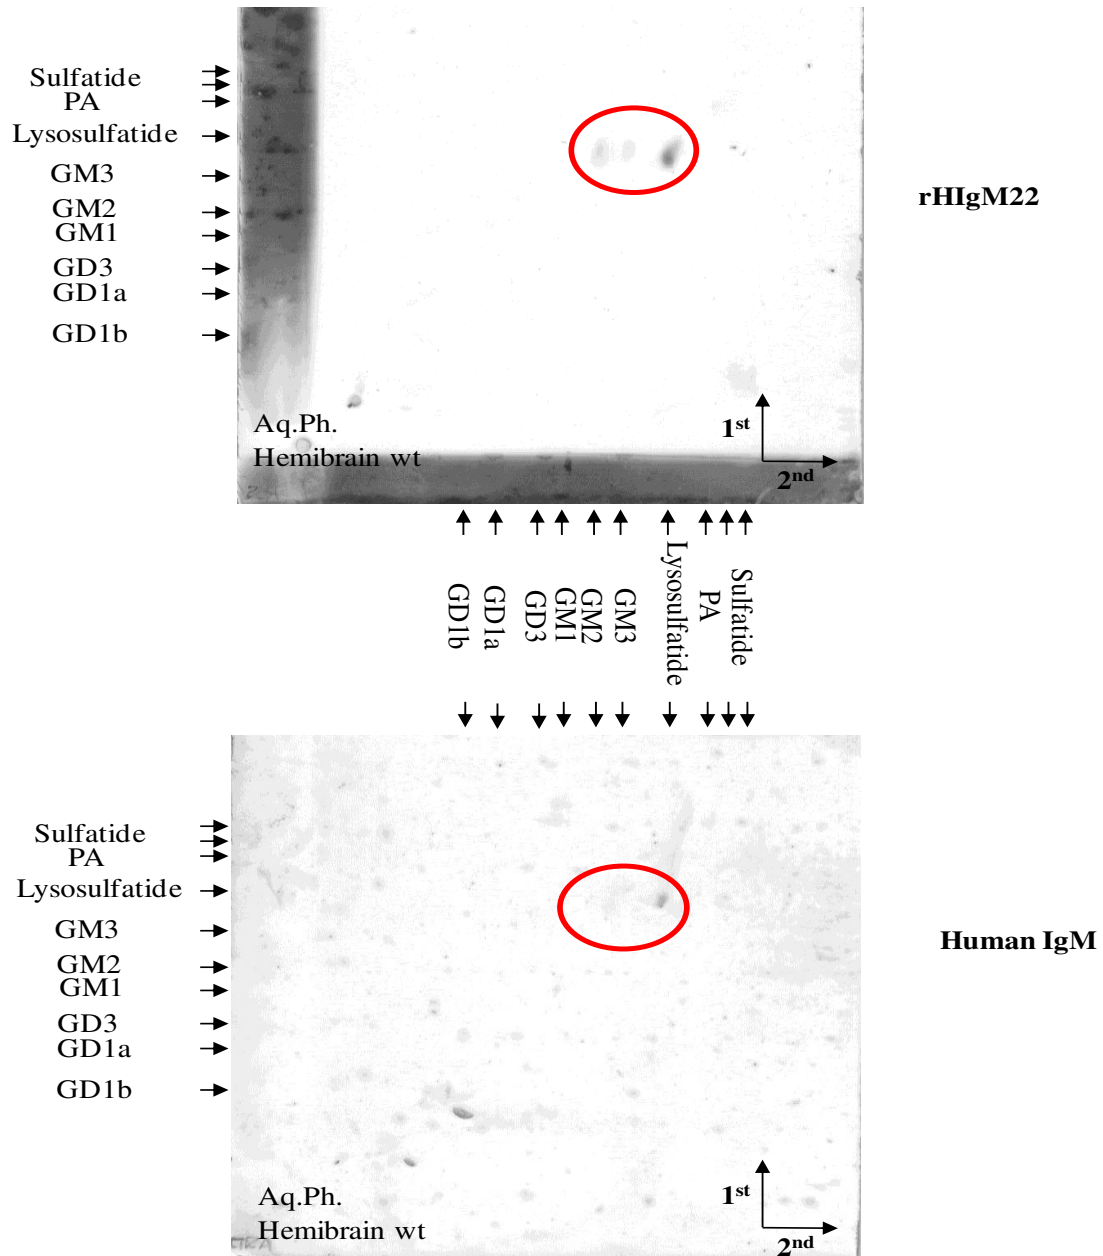 Sulfatide
PA
Lysosulfatide
GM3
GM2
GM1
GD3
GD1a
GD1b
rHIgM22
Aq.Ph.
Hemibrain wt
1st
2nd
GD1b
GD1a
GD3
GM1
GM2
GM3
Lysosulfatide
PA
Sulfatide
Sulfatide
PA
Lysosulfatide
GM3
GM2
GM1
GD3
GD1a
GD1b
Human IgM
Aq.Ph.
Hemibrain wt
1st
2nd